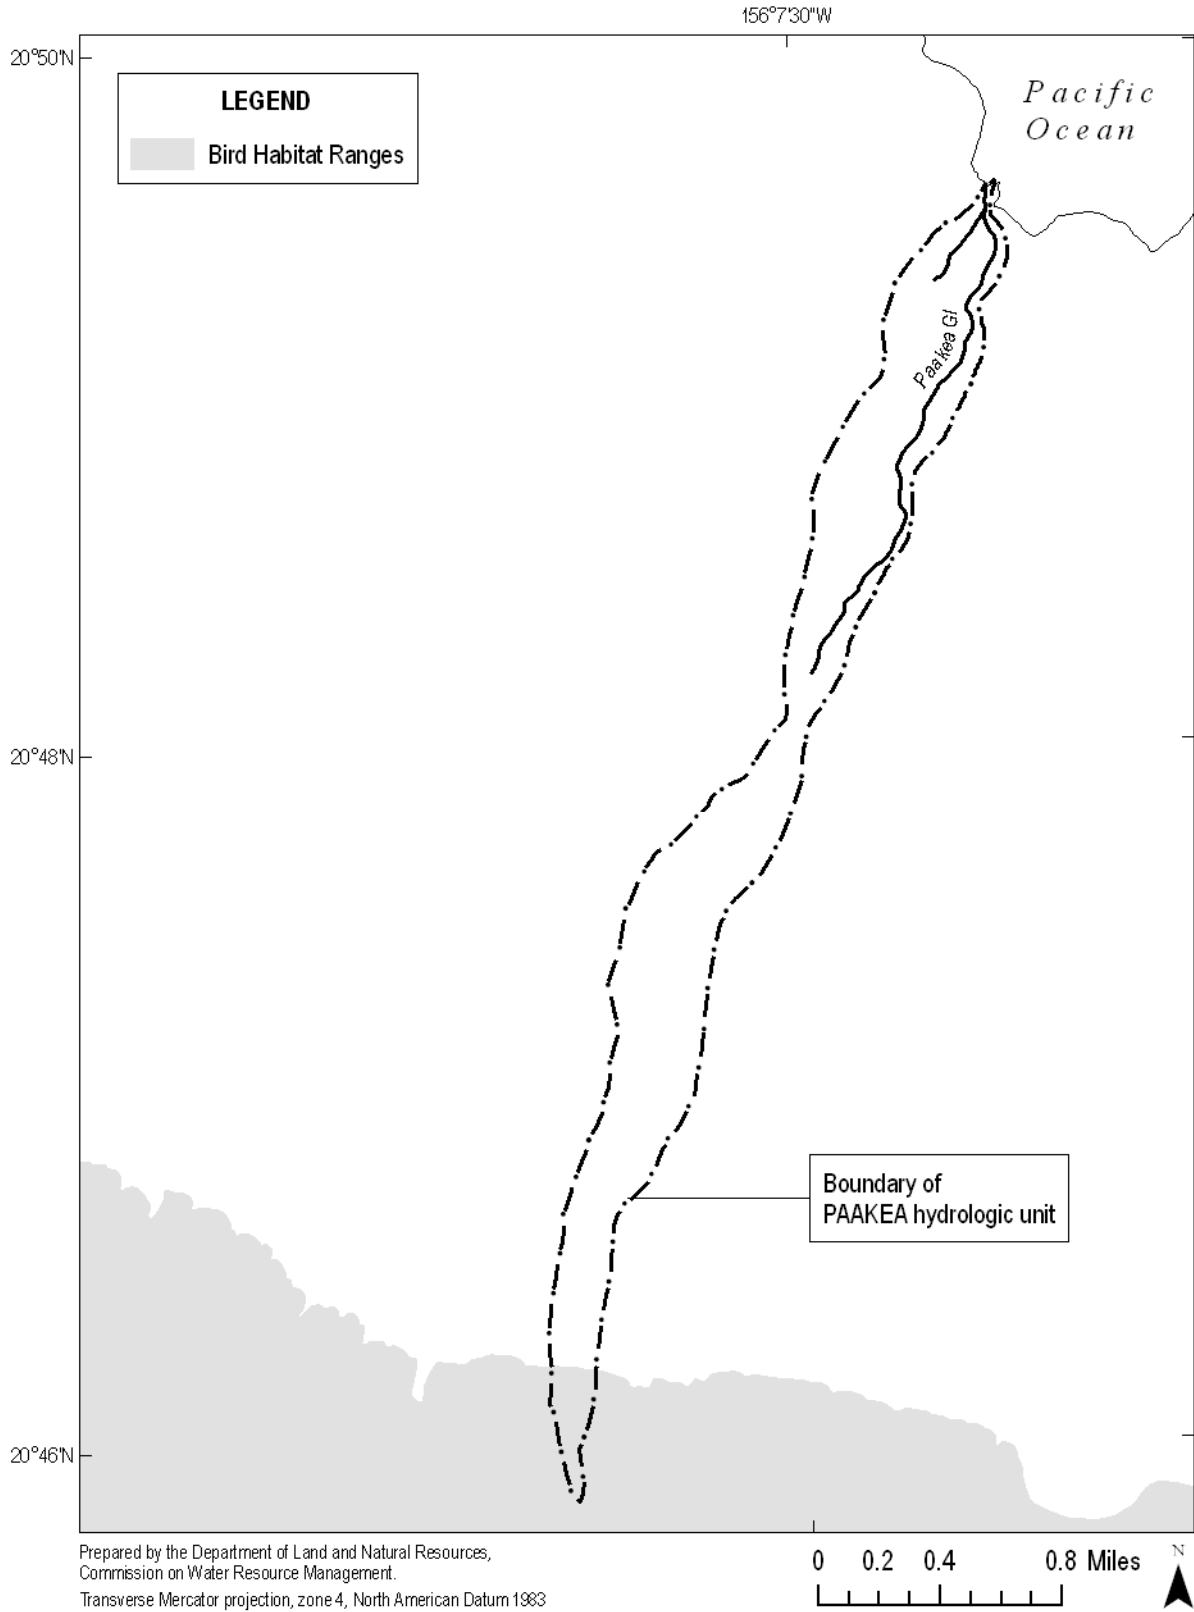 156°7'30"W
20°50'N
LEGEND
Bird Habitat Ranges
Pacific
Ocean
Paakea Gl
20°48'N
Boundary of
PAAKEA hydrologic unit
20°46'N
Prepared by the Department of Land and Natural Resources,
Commission on Water Resource Management.
Transverse Mercator projection, zone 4, North American Datum 1983
0 0.2 0.4 0.8 Miles
N